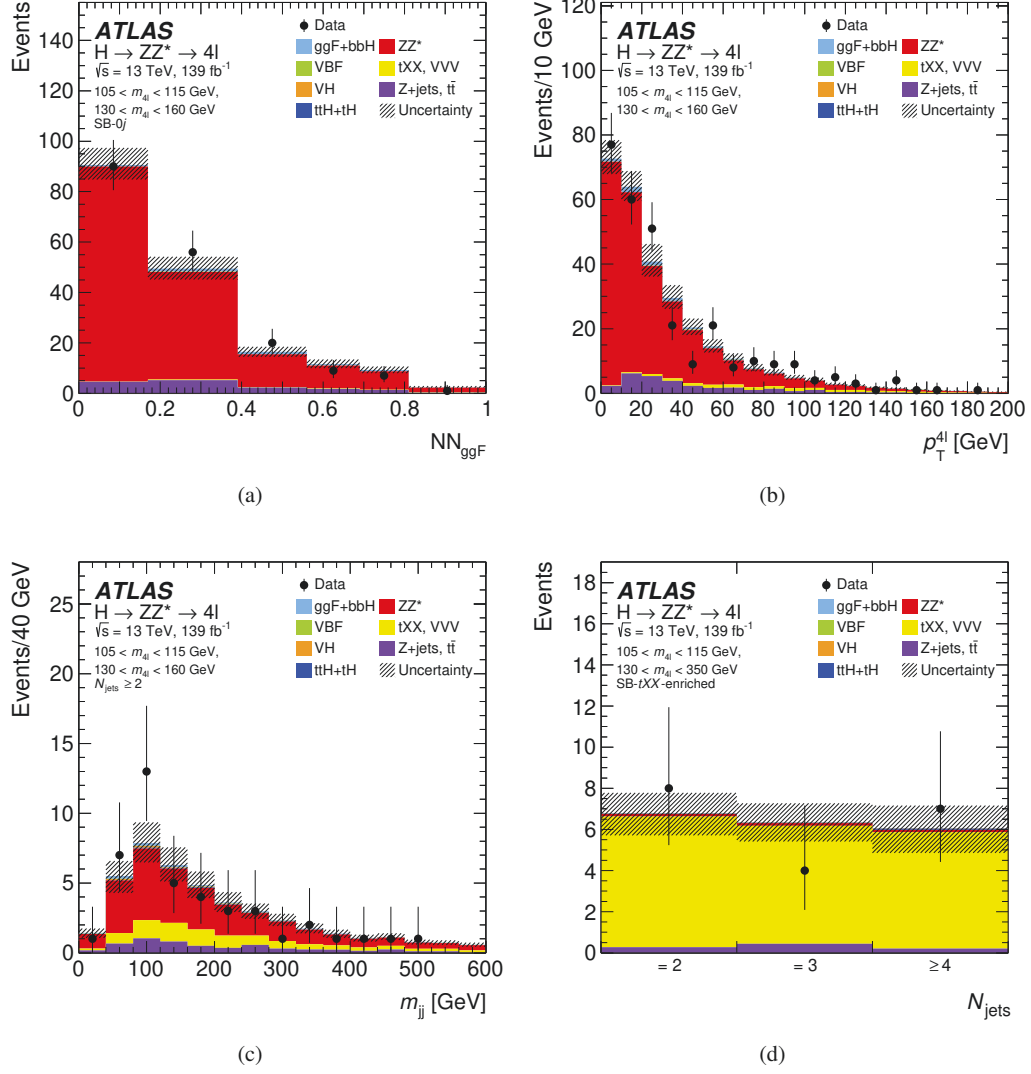 Events
160
140
120
100
80
60
40
20
0
ATLAS
H → ZZ* → 4l
√s = 13 TeV, 139 fb⁻¹
105 < m₄ₗ < 115 GeV,
130 < m₄ₗ < 160 GeV
SB-0j
Data
ggF+bbH ZZ*
VBF tXX, VVV
VH Z+jets, tt̄
ttH+tH Uncertainty
0 0.2 0.4 0.6 0.8 1
NN_ggF
(a)
Events/10 GeV
120
100
80
60
40
20
0
ATLAS
H → ZZ* → 4l
√s = 13 TeV, 139 fb⁻¹
105 < m₄ₗ < 115 GeV,
130 < m₄ₗ < 160 GeV
Data
ggF+bbH ZZ*
VBF tXX, VVV
VH Z+jets, tt̄
ttH+tH Uncertainty
0 20 40 60 80 100 120 140 160 180 200
p_T^4l [GeV]
(b)
Events/40 GeV
25
20
15
10
5
0
ATLAS
H → ZZ* → 4l
√s = 13 TeV, 139 fb⁻¹
105 < m₄ₗ < 115 GeV,
130 < m₄ₗ < 160 GeV
N_jets ≥ 2
Data
ggF+bbH ZZ*
VBF tXX, VVV
VH Z+jets, tt̄
ttH+tH Uncertainty
0 100 200 300 400 500 600
m_jj [GeV]
(c)
Events
18
16
14
12
10
8
6
4
2
0
ATLAS
H → ZZ* → 4l
√s = 13 TeV, 139 fb⁻¹
105 < m₄ₗ < 115 GeV,
130 < m₄ₗ < 350 GeV
SB-tXX-enriched
Data
ggF+bbH ZZ*
VBF tXX, VVV
VH Z+jets, tt̄
ttH+tH Uncertainty
= 2 = 3 ≥ 4
N_jets
(d)